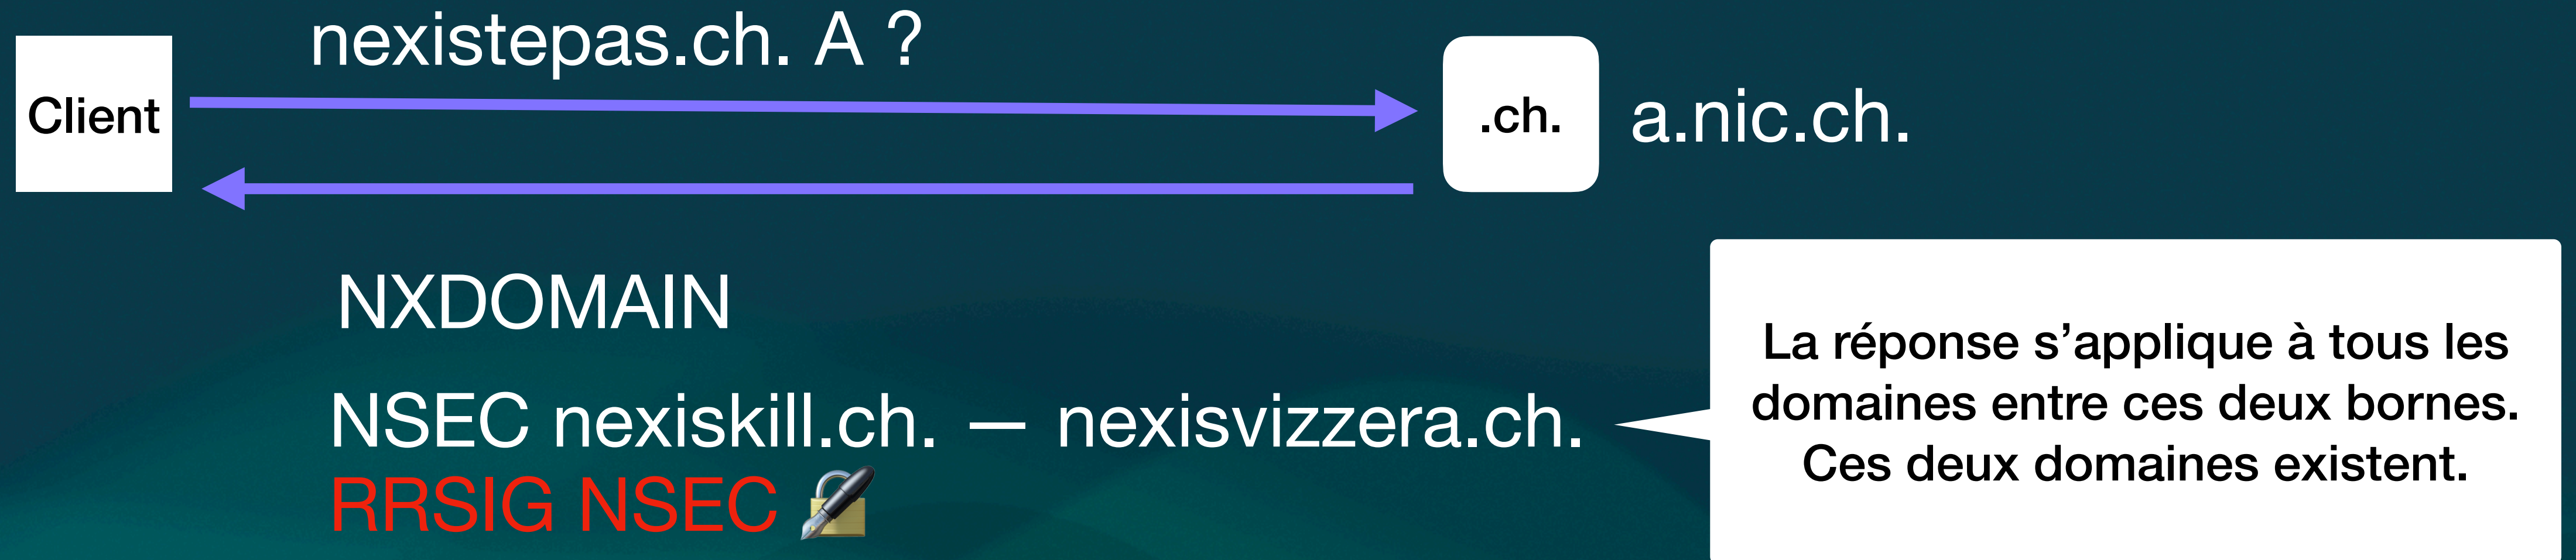 nexistepas.ch. A ?
Client
.ch.
a.nic.ch.
NXDOMAIN
NSEC nexiskill.ch. — nexisvizzera.ch.
RRSIG NSEC 🔏
La réponse s’applique à tous les
domaines entre ces deux bornes.
Ces deux domaines existent.